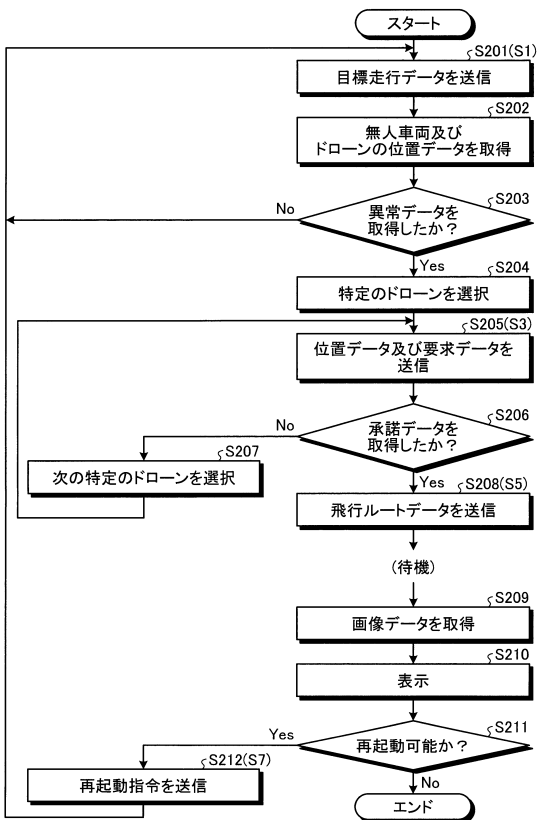 スタート
S201(S1)
目標走行データを送信
S202
無人車両及び
ドローンの位置データを取得
S203
異常データを
取得したか？
No
Yes
S204
特定のドローンを選択
S205(S3)
位置データ及び要求データを
送信
S206
承諾データを
取得したか？
No
S207
次の特定のドローンを選択
Yes
S208(S5)
飛行ルートデータを送信
(待機)
S209
画像データを取得
S210
表示
S211
再起動可能か？
Yes
S212(S7)
再起動指令を送信
No
エンド